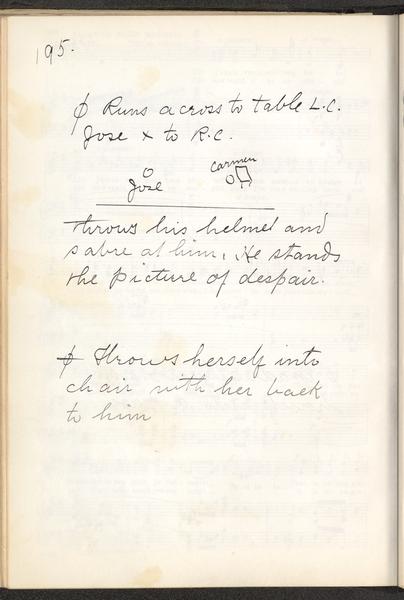 195.
ϕ Runs across to table L.C.
Jose x to R.C.
Carmen
Jose
throws his helmet and
sabre at him. He stands
the picture of despair.
ϕ Throws herself into
chair with her back
to him